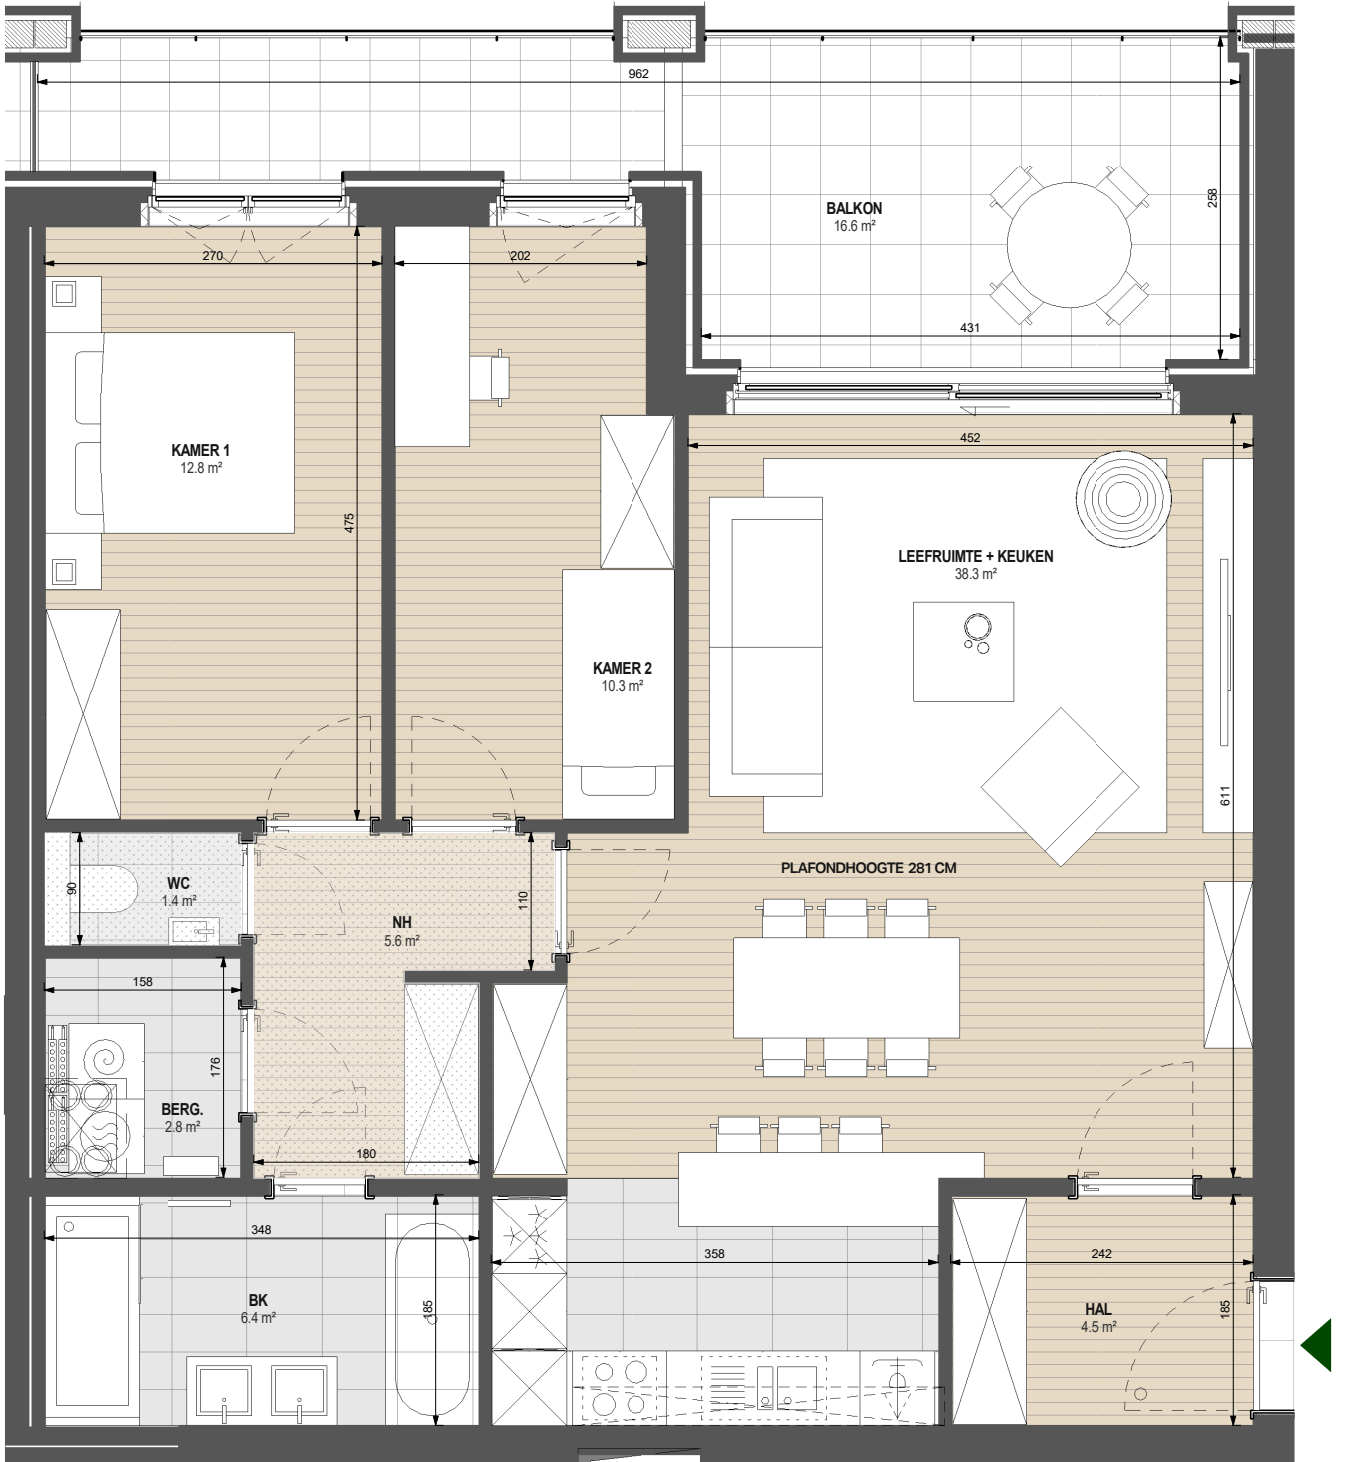 962
BALKON
16.6 m²
258
431
270
202
KAMER 1
12.8 m²
475
452
LEEFRUIMTE + KEUKEN
38.3 m²
KAMER 2
10.3 m²
611
PLAFONDHOOGTE 281 CM
90
WC
1.4 m²
110
NH
5.6 m²
158
176
BERG.
2.8 m²
180
348
185
BK
6.4 m²
358
242
185
HAL
4.5 m²